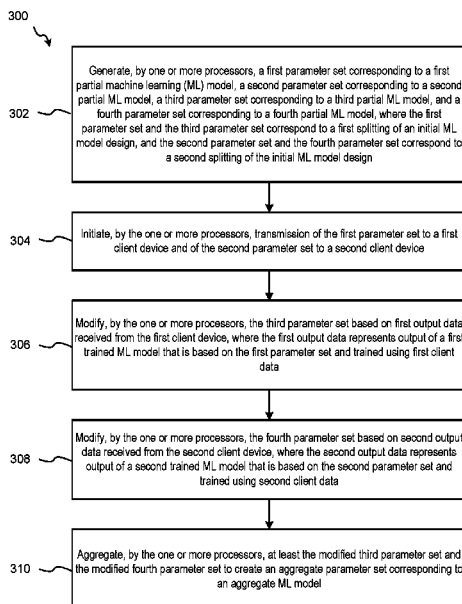 300
302
Generate, by one or more processors, a first parameter set corresponding to a first
partial machine learning (ML) model, a second parameter set corresponding to a second
partial ML model, a third parameter set corresponding to a third partial ML model, and a
fourth parameter set corresponding to a fourth partial ML model, where the first
parameter set and the third parameter set correspond to a first splitting of an initial ML
model design, and the second parameter set and the fourth parameter set correspond to
a second splitting of the initial ML model design
304
Initiate, by the one or more processors, transmission of the first parameter set to a first
client device and of the second parameter set to a second client device
306
Modify, by the one or more processors, the third parameter set based on first output data
received from the first client device, where the first output data represents output of a first
trained ML model that is based on the first parameter set and trained using first client
data
308
Modify, by the one or more processors, the fourth parameter set based on second output
data received from the second client device, where the second output data represents
output of a second trained ML model that is based on the second parameter set and
trained using second client data
310
Aggregate, by the one or more processors, at least the modified third parameter set and
the modified fourth parameter set to create an aggregate parameter set corresponding to
an aggregate ML model